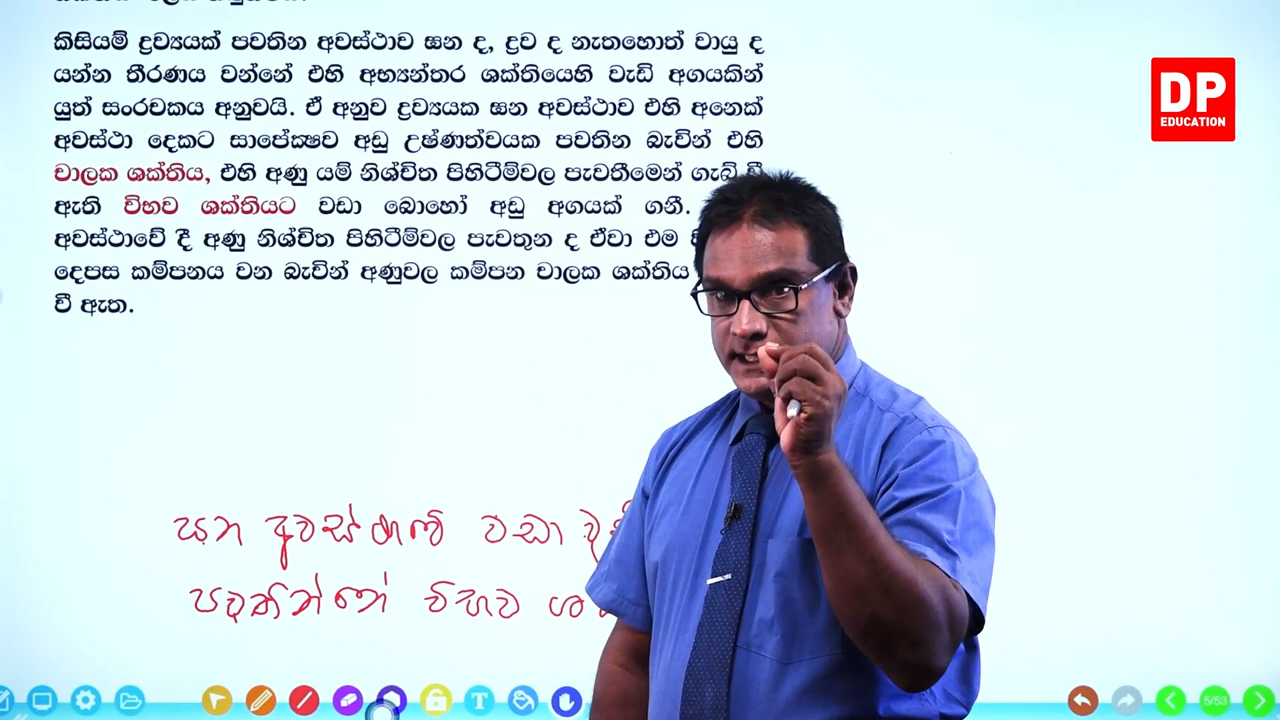 කිසියම් ද්‍රව්‍යයක් පවතින අවස්ථාව ඝන ද, ද්‍රව ද නැතහොත් වායු ද
යන්න තීරණය වන්නේ එහි අභ්‍යන්තර ශක්තියෙහි වැඩි අගයකින්
යුත් සංරචකය අනුවයි. ඒ අනුව ද්‍රව්‍යයක ඝන අවස්ථාව එහි අනෙක්
අවස්ථා දෙකට සාපේක්‍ෂව අඩු උෂ්ණත්වයක පවතින බැවින් එහි
චාලක ශක්තිය, එහි අණු යම් නිශ්චිත පිහිටීම්වල පැවතීමෙන් ගැබ් වී
ඇති විභව ශක්තියට වඩා බොහෝ අඩු අගයක් ගනී.
අවස්ථාවේ දී අණු නිශ්චිත පිහිටීම්වල පැවතුන ද ඒවා එම
දෙපස කම්පනය වන බැවින් අණුවල කම්පන චාලක ශක්තිය
වී ඇත.
ඝන අවස්ථාවේ වඩා
පවතින්නේ විභව
DP
EDUCATION
T
5/53